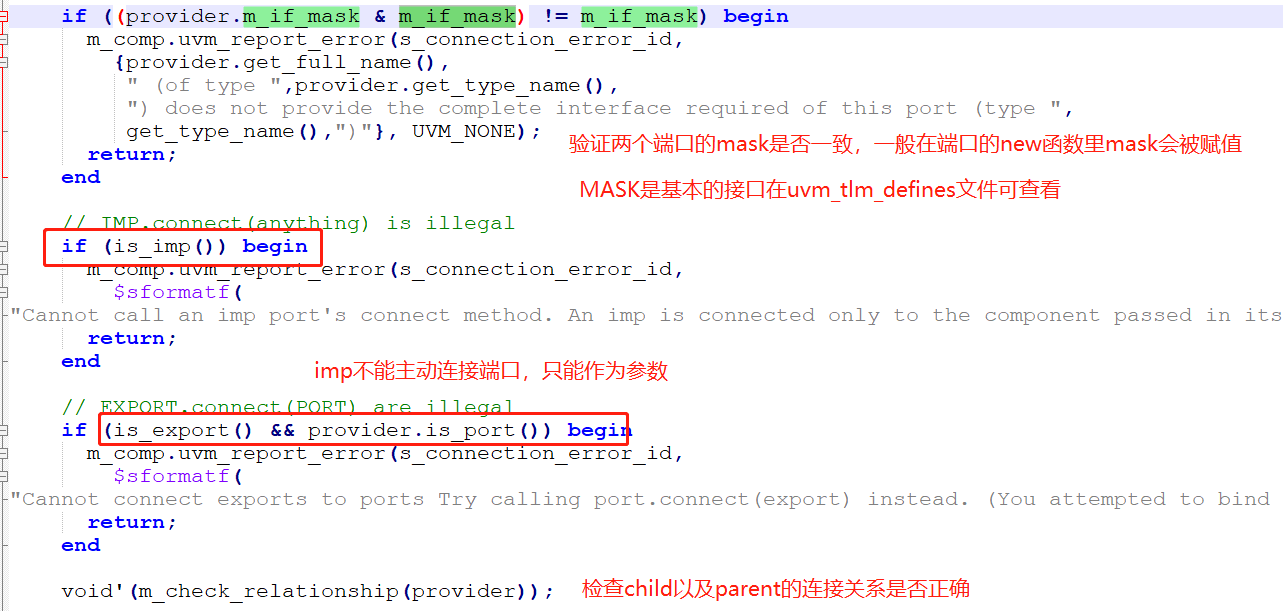 if ((provider.m_if_mask & m_if_mask) != m_if_mask) begin
m_comp.uvm_report_error(s_connection_error_id,
{provider.get_full_name(),
" (of type ",provider.get_type_name(),
") does not provide the complete interface required of this port (type ",
get_type_name(),")"}, UVM_NONE);
验证两个端口的mask是否一致，一般在端口的new函数里mask会被赋值
return;
end
MASK是基本的接口在uvm_tlm_defines文件可查看
// IMP.connect(anything) is illegal
if (is_imp()) begin
m_comp.uvm_report_error(s_connection_error_id,
$sformatf(
"Cannot call an imp port's connect method. An imp is connected only to the component passed in its
return;
end
imp不能主动连接端口，只能作为参数
// EXPORT.connect(PORT) are illegal
if (is_export() && provider.is_port()) begin
m_comp.uvm_report_error(s_connection_error_id,
$sformatf(
"Cannot connect exports to ports Try calling port.connect(export) instead. (You attempted to bind
return;
end
void'(m_check_relationship(provider));
检查child以及parent的连接关系是否正确